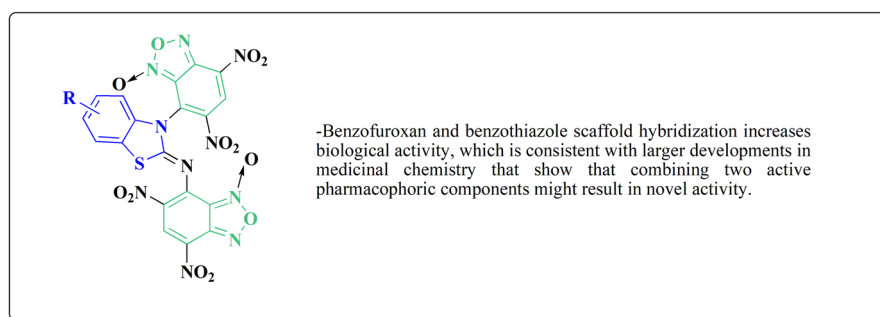 O N
N NO₂
O N
R
N
NO₂ O
S N
O₂N N
O
N
NO₂
-Benzofuroxan and benzothiazole scaffold hybridization increases
biological activity, which is consistent with larger developments in
medicinal chemistry that show that combining two active
pharmacophoric components might result in novel activity.